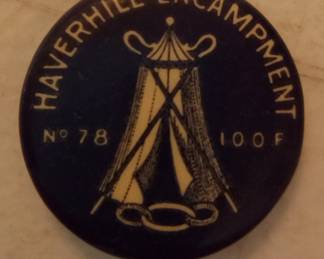 HAVERHILL ENCAMPMENT
Nº 78 IOOF